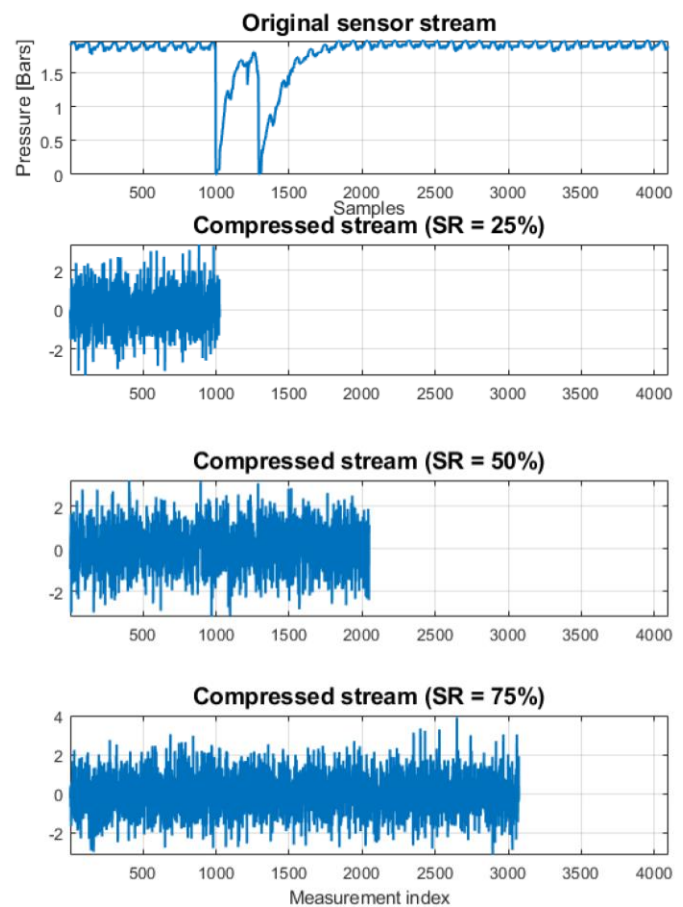 Original sensor stream
Pressure [Bars]
1.5
1
0.5
0
500 1000 1500 2000 2500 3000 3500 4000
Samples
Compressed stream (SR = 25%)
2
0
-2
500 1000 1500 2000 2500 3000 3500 4000
Compressed stream (SR = 50%)
2
0
-2
500 1000 1500 2000 2500 3000 3500 4000
Compressed stream (SR = 75%)
4
2
0
-2
500 1000 1500 2000 2500 3000 3500 4000
Measurement index